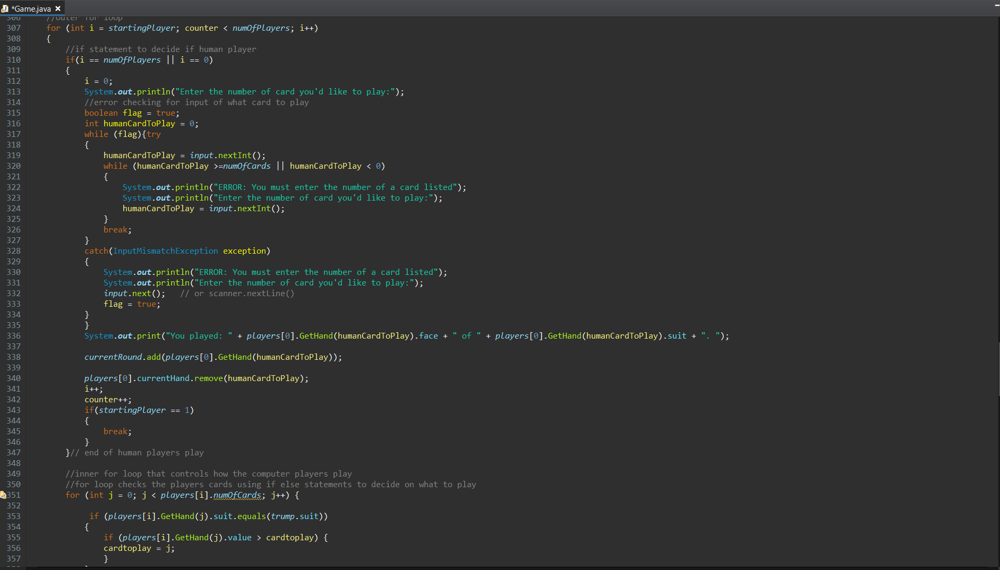 *Game.java
306 //outer for loop
307 for (int i = startingPlayer; counter < numOfPlayers; i++)
308 {
309 //if statement to decide if human player
310 if(i == numOfPlayers || i == 0)
311 {
312 i = 0;
313 System.out.println("Enter the number of card you'd like to play:");
314 //error checking for input of what card to play
315 boolean flag = true;
316 int humanCardToPlay = 0;
317 while (flag){try
318 {
319 humanCardToPlay = input.nextInt();
320 while (humanCardToPlay >=numOfCards || humanCardToPlay < 0)
321 {
322 System.out.println("ERROR: You must enter the number of a card listed");
323 System.out.println("Enter the number of card you'd like to play:");
324 humanCardToPlay = input.nextInt();
325 }
326 break;
327 }
328 catch(InputMismatchException exception)
329 {
330 System.out.println("ERROR: You must enter the number of a card listed");
331 System.out.println("Enter the number of card you'd like to play:");
332 input.next(); // or scanner.nextLine()
333 flag = true;
334 }
335 }
336 System.out.print("You played: " + players[0].GetHand(humanCardToPlay).face + " of " + players[0].GetHand(humanCardToPlay).suit + ". ");
337
338 currentRound.add(players[0].GetHand(humanCardToPlay));
339
340 players[0].currentHand.remove(humanCardToPlay);
341 i++;
342 counter++;
343 if(startingPlayer == 1)
344 {
345 break;
346 }
347 }// end of human players play
348
349 //inner for loop that controls how the computer players play
350 //for loop checks the players cards using if else statements to decide on what to play
351 for (int j = 0; j < players[i].numOfCards; j++) {
352
353 if (players[i].GetHand(j).suit.equals(trump.suit))
354 {
355 if (players[i].GetHand(j).value > cardtoplay) {
356 cardtoplay = j;
357 }